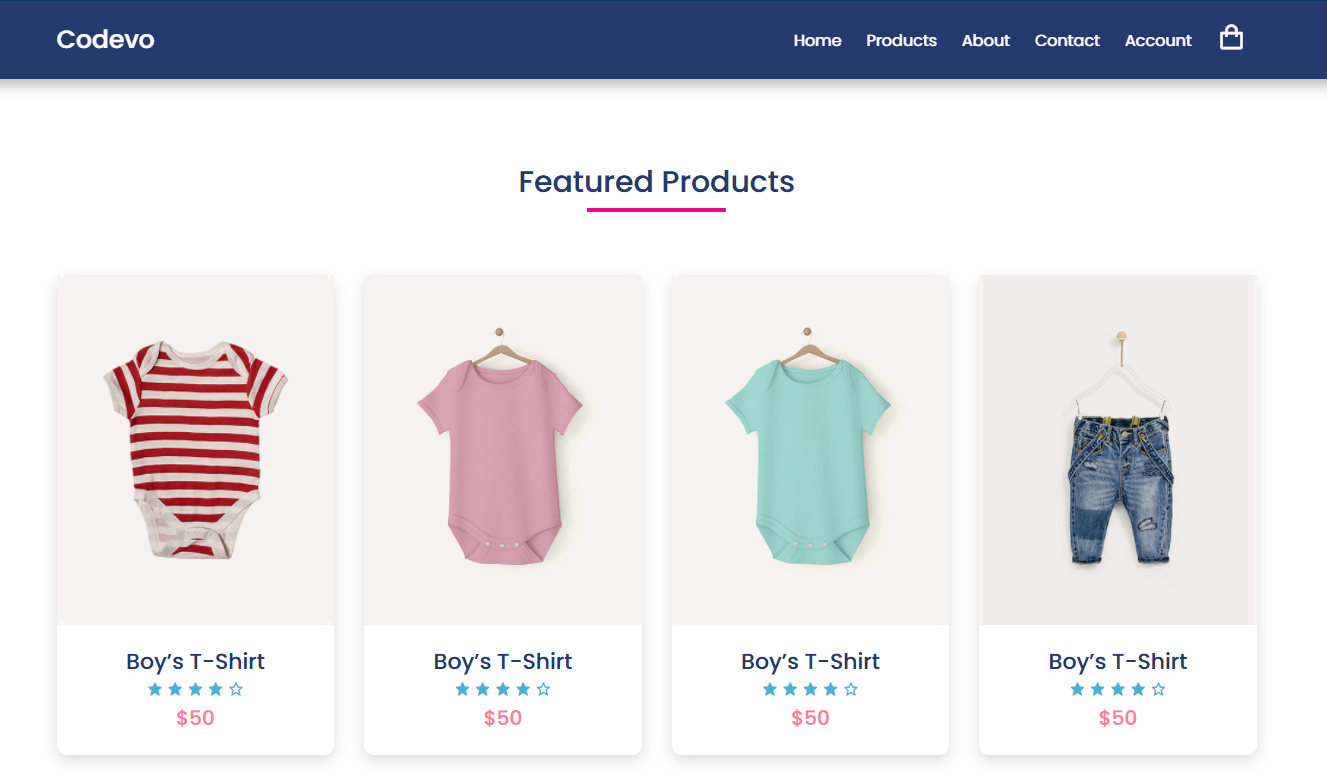 Codevo
Home Products About Contact Account
Featured Products
Boy’s T-Shirt Boy’s T-Shirt Boy’s T-Shirt Boy’s T-Shirt
$50 $50 $50 $50